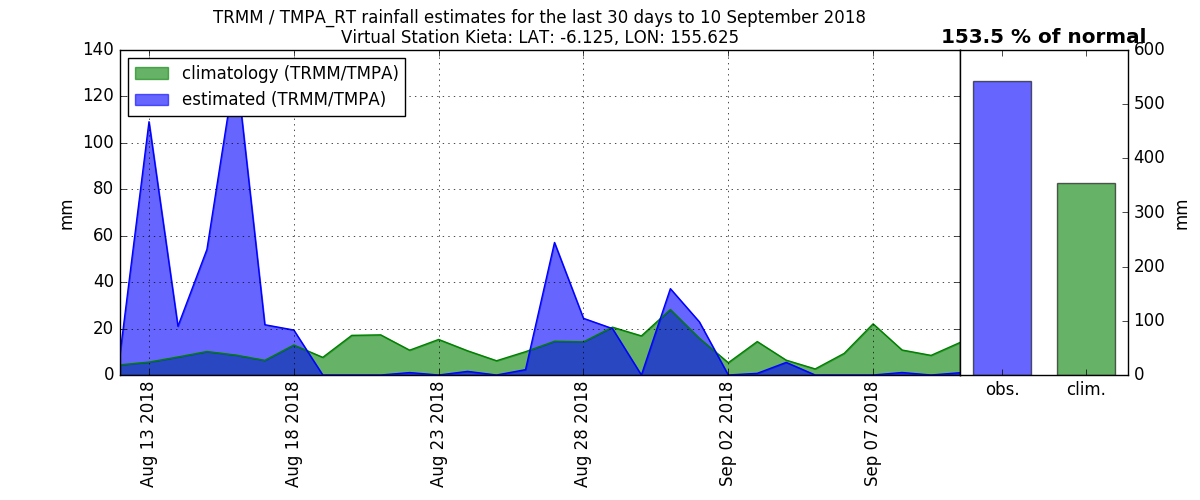 TRMM / TMPA_RT rainfall estimates for the last 30 days to 10 September 2018
Virtual Station Kieta: LAT: -6.125, LON: 155.625
153.5 % of normal
climatology (TRMM/TMPA)
estimated (TRMM/TMPA)
mm
140
120
100
80
60
40
20
0
Aug 13 2018
Aug 18 2018
Aug 23 2018
Aug 28 2018
Sep 02 2018
Sep 07 2018
600
500
400
300
200
100
0
mm
obs.
clim.